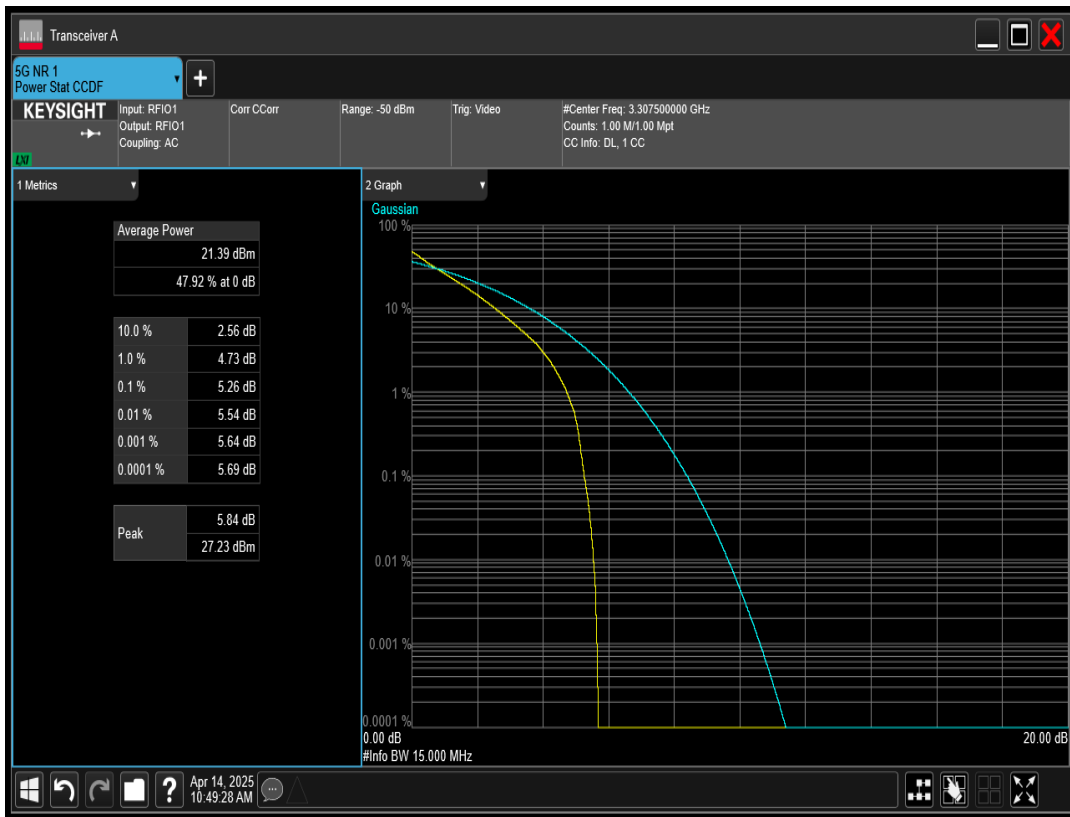 Transceiver A
5G NR 1
Power Stat CCDF
KEYSIGHT
LXI
Input: RFIO1
Output: RFIO1
Coupling: AC
Corr CCorr
Range: -50 dBm
Trig: Video
#Center Freq: 3.307500000 GHz
Counts: 1.00 M/1.00 Mpt
CC Info: DL, 1 CC
1 Metrics
Average Power
21.39 dBm
47.92 % at 0 dB
10.0 % 2.56 dB
1.0 % 4.73 dB
0.1 % 5.26 dB
0.01 % 5.54 dB
0.001 % 5.64 dB
0.0001 % 5.69 dB
Peak
5.84 dB
27.23 dBm
2 Graph
Gaussian
100 %
10 %
1 %
0.1 %
0.01 %
0.001 %
0.0001 %
0.00 dB 20.00 dB
#Info BW 15.000 MHz
?
Apr 14, 2025
10:49:28 AM